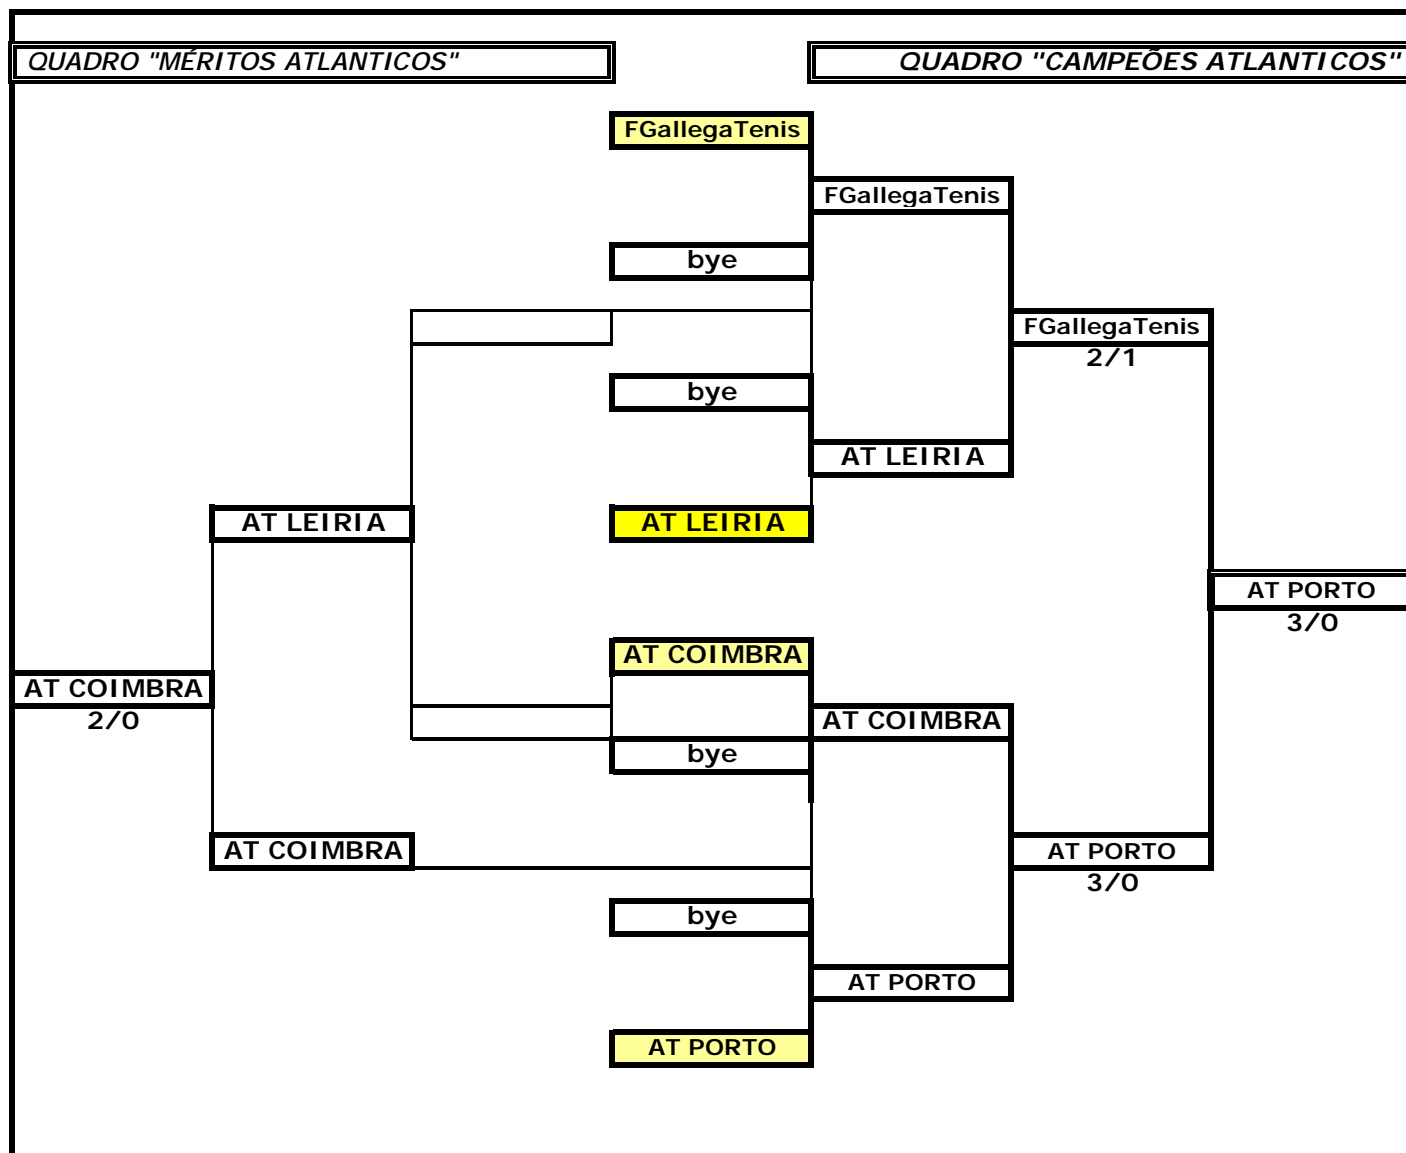 QUADRO "MÉRITOS ATLANTICOS"
QUADRO "CAMPEÕES ATLANTICOS"
FGallegaTenis
FGallegaTenis
bye
FGallegaTenis
2/1
bye
AT LEIRIA
AT LEIRIA
AT LEIRIA
AT PORTO
3/0
AT COIMBRA
AT COIMBRA
2/0
AT COIMBRA
bye
AT COIMBRA
AT PORTO
3/0
bye
AT PORTO
AT PORTO